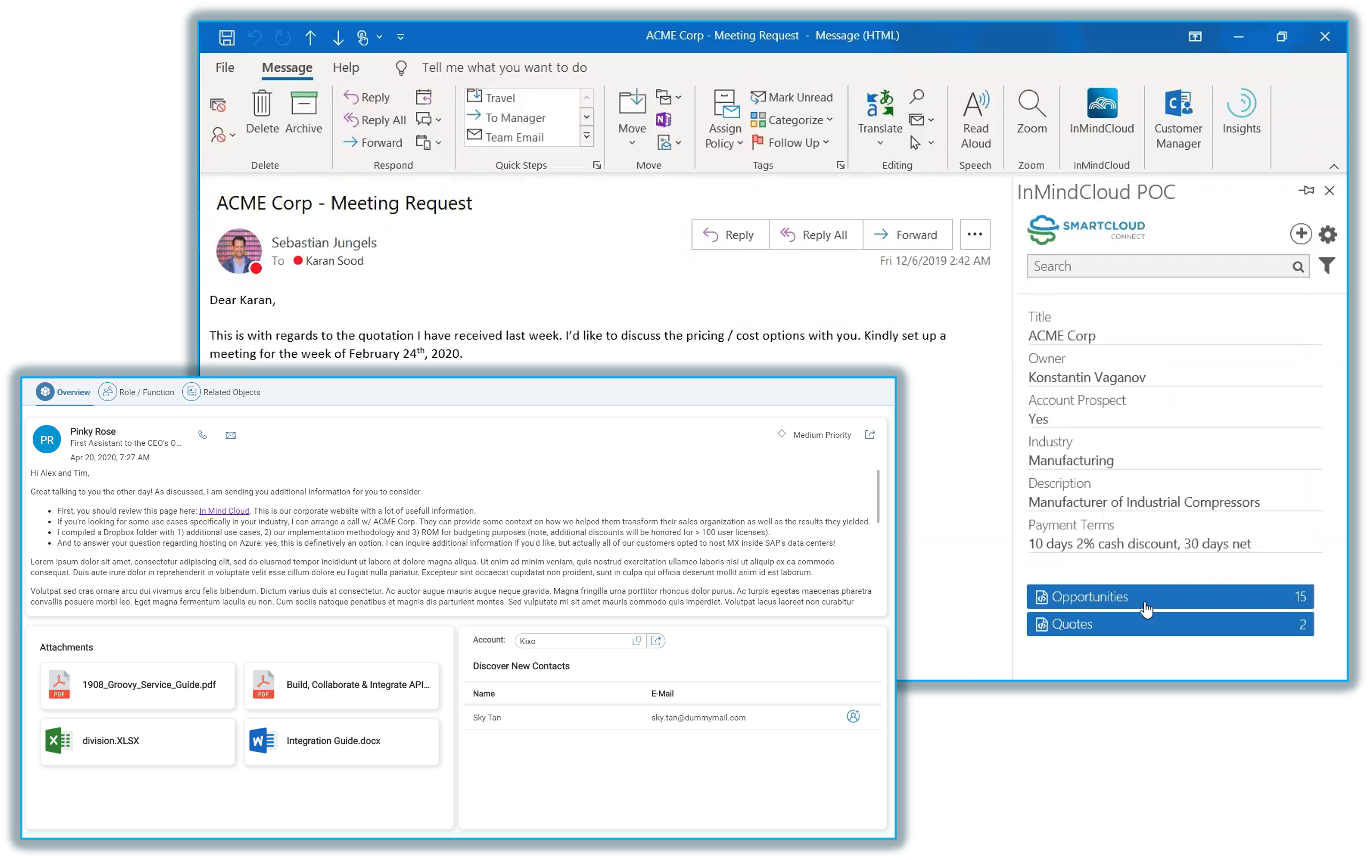 ACME Corp - Meeting Request - Message (HTML)
File Message Help Tell me what you want to do
Delete Archive
Delete
Reply
Reply All
Forward
Respond
Travel
To Manager
Team Email
Quick Steps
Move
Move
Assign Policy
Mark Unread
Categorize
Follow Up
Tags
Translate
Editing
Read Aloud
Speech
Zoom
Zoom
InMindCloud
InMindCloud
Customer Manager
Insights
ACME Corp - Meeting Request
Sebastian Jungels
To Karan Sood
Reply Reply All Forward
Fri 12/6/2019 2:42 AM
Dear Karan,
This is with regards to the quotation I have received last week. I'd like to discuss the pricing / cost options with you. Kindly set up a
meeting for the week of February 24th, 2020.
InMindCloud POC
SMARTCLOUD
CONNECT
Search
Title
ACME Corp
Owner
Konstantin Vaganov
Account Prospect
Yes
Industry
Manufacturing
Description
Manufacturer of Industrial Compressors
Payment Terms
10 days 2% cash discount, 30 days net
Opportunities 15
Quotes 2
Overview Role / Function Related Objects
PR
Pinky Rose
First Assistant to the CEO's O...
Apr 20, 2020, 7:27 AM
Medium Priority
Hi Alex and Tim,
Great talking to you the other day! As discussed, I am sending you additional information for you to consider.
• First, you should review this page here: In Mind Cloud. This is our corporate website with a lot of usefull information.
• If you're looking for some use cases specifically in your industry, I can arrange a call w/ ACME Corp. They can provide some context on how we helped them transform their sales organization as well as the results they yielded.
• I compiled a Dropbox folder with 1) additional use cases, 2) our implementation methodology and 3) ROM for budgeting purposes (note, additional discounts will be honored for > 100 user licenses).
• And to answer your question regarding hosting on Azure: yes, this is definetively an option. I can inquire additional information if you'd like, but actually all of our customers opted to host MX inside SAP's data centers!
Lorem ipsum dolor sit amet, consectetur adipiscing elit, sed do eiusmod tempor incididunt ut labore et dolore magna aliqua. Ut enim ad minim veniam, quis nostrud exercitation ullamco laboris nisi ut aliquip ex ea commodo
consequat. Duis aute irure dolor in reprehenderit in voluptate velit esse cillum dolore eu fugiat nulla pariatur. Excepteur sint occaecat cupidatat non proident, sunt in culpa qui officia deserunt mollit anim id est laborum.
Volutpat sed cras ornare arcu dui vivamus arcu felis bibendum. Dictum varius duis at consectetur. Ac auctor augue mauris augue neque gravida. Magna fringilla urna porttitor rhoncus dolor purus. Ac turpis egestas maecenas pharetra
convallis posuere morbi leo. Eget magna fermentum iaculis eu non. Cum sociis natoque penatibus et magnis dis parturient montes. Sed vulputate mi sit amet mauris commodo quis imperdiet. Volutpat lacus laoreet non curabitur
Attachments
PDF 1908_Groovy_Service_Guide.pdf
PDF Build, Collaborate & Integrate API...
division.XLSX
Integration Guide.docx
Account: Kixo
Discover New Contacts
Name E-Mail
Sky Tan sky.tan@dummymail.com